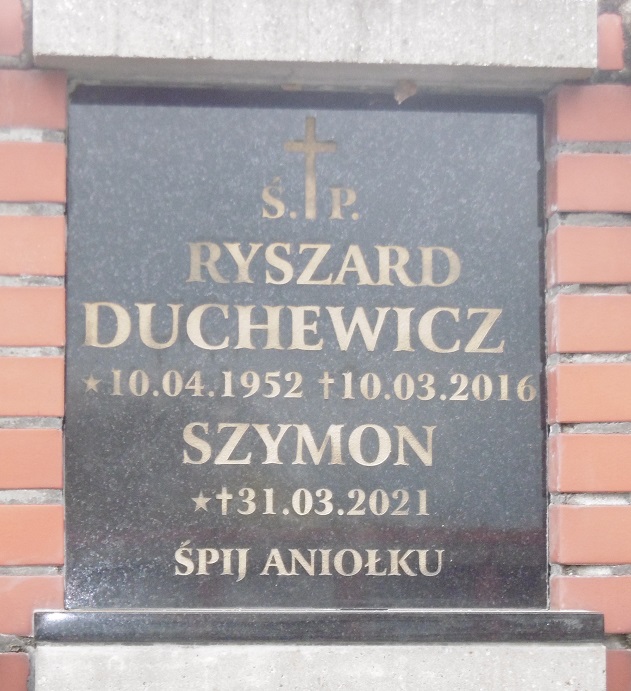 Ś.P.
RYSZARD
DUCHEWICZ
★10.04.1952 †10.03.2016
SZYMON
★†31.03.2021
ŚPIJ ANIOŁKU